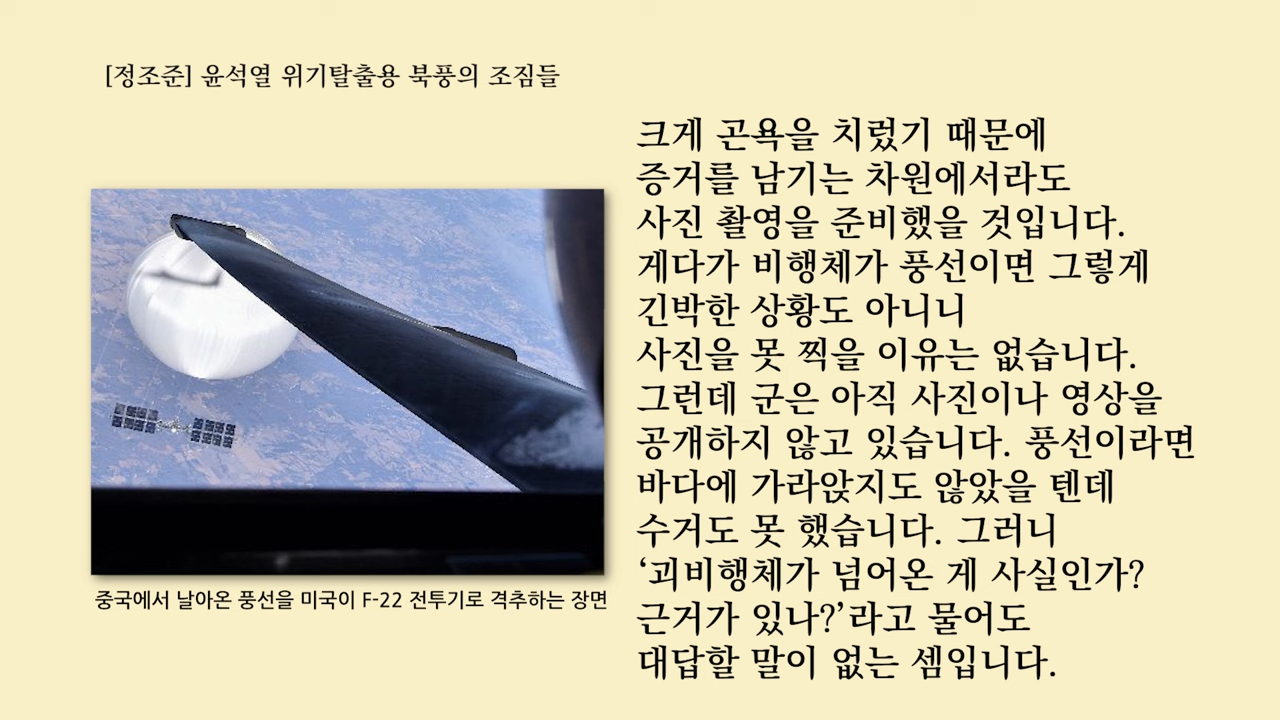 [정조준] 윤석열 위기탈출용 북풍의 조짐들
크게 곤욕을 치렀기 때문에
증거를 남기는 차원에서라도
사진 촬영을 준비했을 것입니다.
게다가 비행체가 풍선이면 그렇게
긴박한 상황도 아니니
사진을 못 찍을 이유는 없습니다.
그런데 군은 아직 사진이나 영상을
공개하지 않고 있습니다. 풍선이라면
바다에 가라앉지도 않았을 텐데
수거도 못 했습니다. 그러니
‘괴비행체가 넘어온 게 사실인가?
근거가 있나?’라고 물어도
대답할 말이 없는 셈입니다.
중국에서 날아온 풍선을 미국이 F-22 전투기로 격추하는 장면